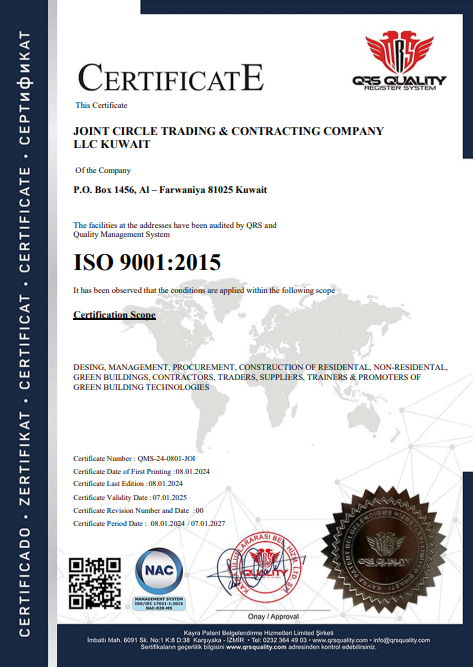 CERTIFICADO • ZERTIFIKAT • CERTIFICAT • CERTIFICATE • СЕРТИФИКАТ
CERTIFICATE
QRS QUALITY
REGISTER SYSTEM
This Certificate
JOINT CIRCLE TRADING & CONTRACTING COMPANY
LLC KUWAIT
Of the Company
P.O. Box 1456, Al – Farwaniya 81025 Kuwait
The facilities at the addresses have been audited by QRS and
Quality Management System
ISO 9001:2015
It has been observed that the conditions are applied within the following scope
Certification Scope
DESING, MANAGEMENT, PROCUREMENT, CONSTRUCTION OF RESIDENTAL, NON-RESIDENTAL,
GREEN BUILDINGS, CONTRACTORS, TRADERS, SUPPLIERS, TRAINERS & PROMOTERS OF
GREEN BUILDING TECHNOLOGIES
Certificate Number : QMS-24-0801-JOI
Certificate Date of First Printing :08.01.2024
Certificate Last Edition :08.01.2024
Certificate Validity Date :07.01.2025
Certificate Revision Number and Date :00
Certificate Period Date : 08.01.2024 / 07.01.2027
NAC
MANAGEMENT SYSTEM
ISO/IEC 17021-1:2015
NAC-038-MS
QRS QUALITY
QRS QUALITY
Onay / Approval
Kayra Patent Belgelendirme Hizmetleri Limited Şirketi
İmbatlı Mah. 6091 Sk. No:1 K:8 D:38 Karşıyaka - İZMİR • Tel: 0232 364 49 03 • www.qrsquality.com • info@qrsquality.com
Sertifikaların geçerlilik bilgisini www.qrsquality.com adresinden kontrol edebilirsiniz.